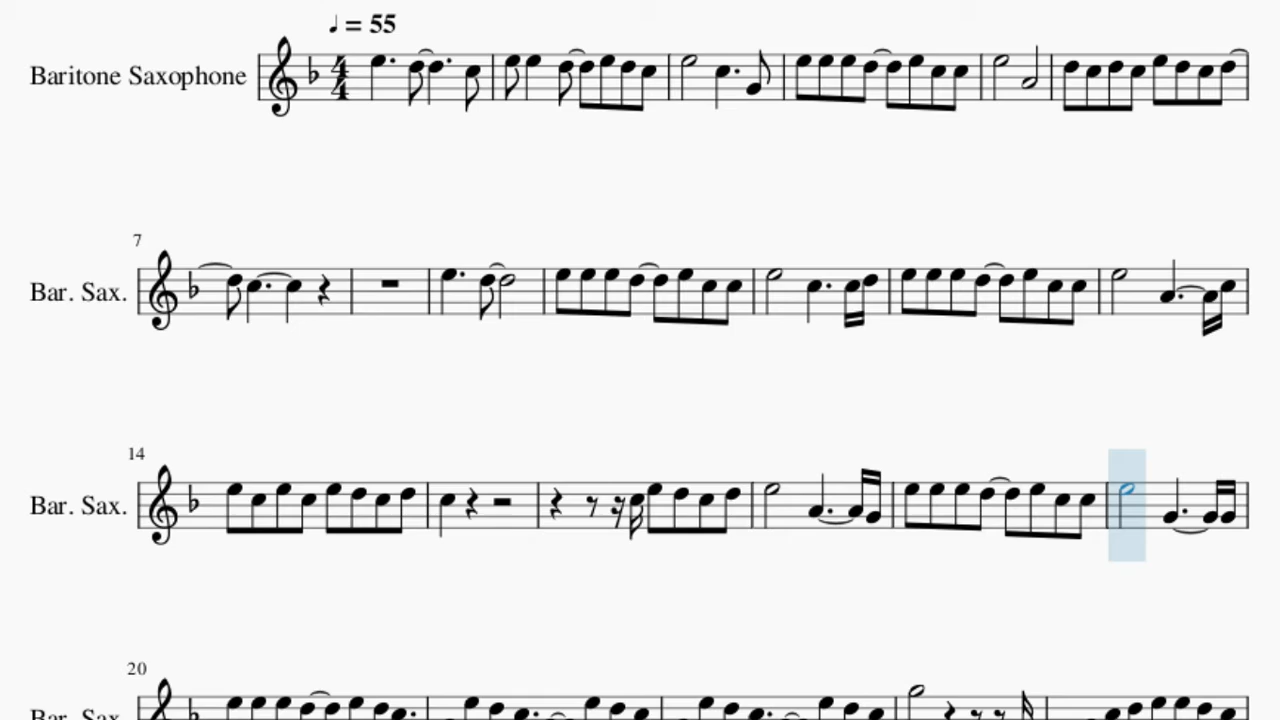 ♩ = 55
Baritone Saxophone
4/4
7
Bar. Sax.
14
Bar. Sax.
20
Bar. Sax.